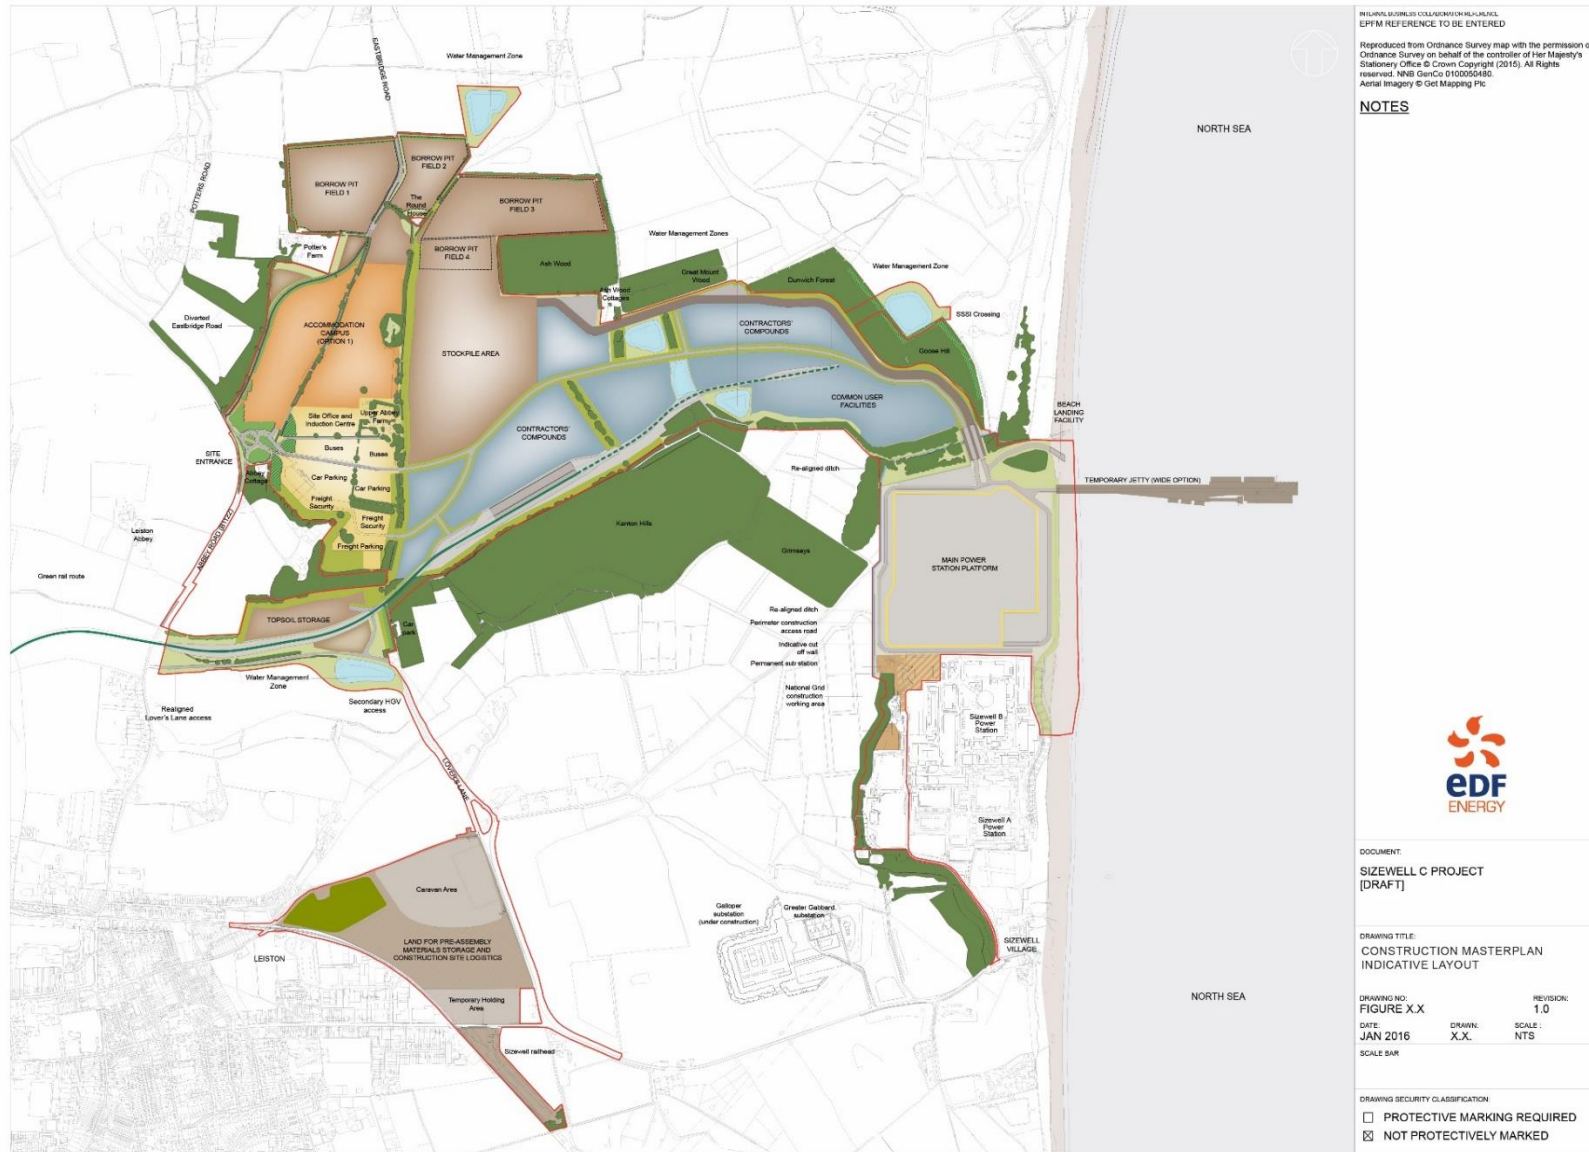 INTERNAL BUSINESS COLLABORATOR REFERENCE
EPFM REFERENCE TO BE ENTERED
Reproduced from Ordnance Survey map with the permission of
Ordnance Survey on behalf of the controller of Her Majesty's
Stationery Office © Crown Copyright (2015). All Rights
reserved. NNB GenCo 0100050480.
Aerial Imagery © Get Mapping Plc
NOTES
EASTBRIDGE ROAD
Water Management Zone
NORTH SEA
POTTERS ROAD
BORROW PIT
FIELD 1
BORROW PIT
FIELD 2
The
Round
House
BORROW PIT
FIELD 3
BORROW PIT
FIELD 4
Potter's
Farm
Ash Wood
Water Management Zones
Great Mount
Wood
Dunwich Forest
Water Management Zone
Ash Wood
Cottages
SSSI Crossing
Diverted
Eastbridge Road
ACCOMMODATION
CAMPUS
(OPTION 1)
STOCKPILE AREA
CONTRACTORS'
COMPOUNDS
Goose Hill
COMMON USER
FACILITIES
BEACH
LANDING
FACILITY
Site Office and
Induction Centre
Upper Abbey
Farm
CONTRACTORS'
COMPOUNDS
SITE
ENTRANCE
Buses
Buses
Abbey
Cottage
Car Parking
Car Parking
Re-aligned ditch
TEMPORARY JETTY (WIDE OPTION)
Freight
Security
Freight
Security
Kenton Hills
Leiston
Abbey
ABBEY ROAD (B1122)
Freight Parking
Grimseys
MAIN POWER
STATION PLATFORM
Green rail route
TOPSOIL STORAGE
Car
park
Re-aligned ditch
Perimeter construction
access road
Indicative cut
off wall
Permanent sub station
Water Management
Zone
National Grid
construction
working area
Secondary HGV
access
Realigned
Lover's Lane access
Sizewell B
Power
Station
LOVER'S LANE
Sizewell A
Power
Station
Caravan Area
Galloper
substation
(under construction)
Greater Gabbard
substation
LEISTON
LAND FOR PRE-ASSEMBLY
MATERIALS STORAGE AND
CONSTRUCTION SITE LOGISTICS
SIZEWELL
VILLAGE
Temporary Holding
Area
NORTH SEA
Sizewell railhead
eDF
ENERGY
DOCUMENT:
SIZEWELL C PROJECT
[DRAFT]
DRAWING TITLE:
CONSTRUCTION MASTERPLAN
INDICATIVE LAYOUT
DRAWING NO: REVISION:
FIGURE X.X 1.0
DATE: DRAWN: SCALE :
JAN 2016 X.X. NTS
SCALE BAR
DRAWING SECURITY CLASSIFICATION:
☐ PROTECTIVE MARKING REQUIRED
☒ NOT PROTECTIVELY MARKED